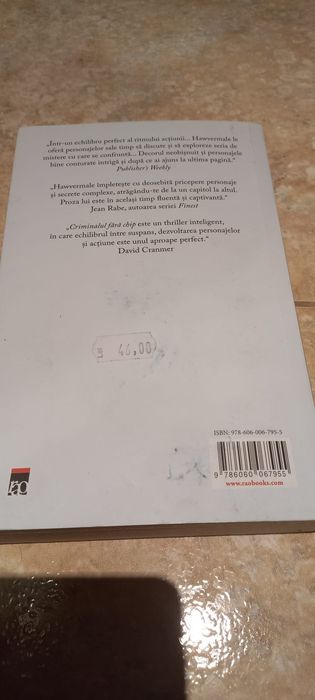 „Într-un echilibru perfect al ritmului acțiunii... Hawvermale le
oferă personajelor sale timp să discute și să exploreze seria de
mistere cu care se confruntă... Decorul neobișnuit și personajele
bine conturate intrigă și după ce ai ajuns la ultima pagină.“
Publisher's Weekly
„Hawvermale împletește cu deosebită pricepere personaje
și secrete complexe, atrăgându-te de la un capitol la altul.
Proza lui este în același timp fluentă și captivantă.“
Jean Rabe, autoarea seriei Finest
„Criminalul fără chip este un thriller inteligent,
în care echilibrul între suspans, dezvoltarea personajelor
și acțiune este unul aproape perfect.“
David Cranmer
46,00
ISBN: 978-606-006-795-5
9 786060 067955
www.raobooks.com
rao